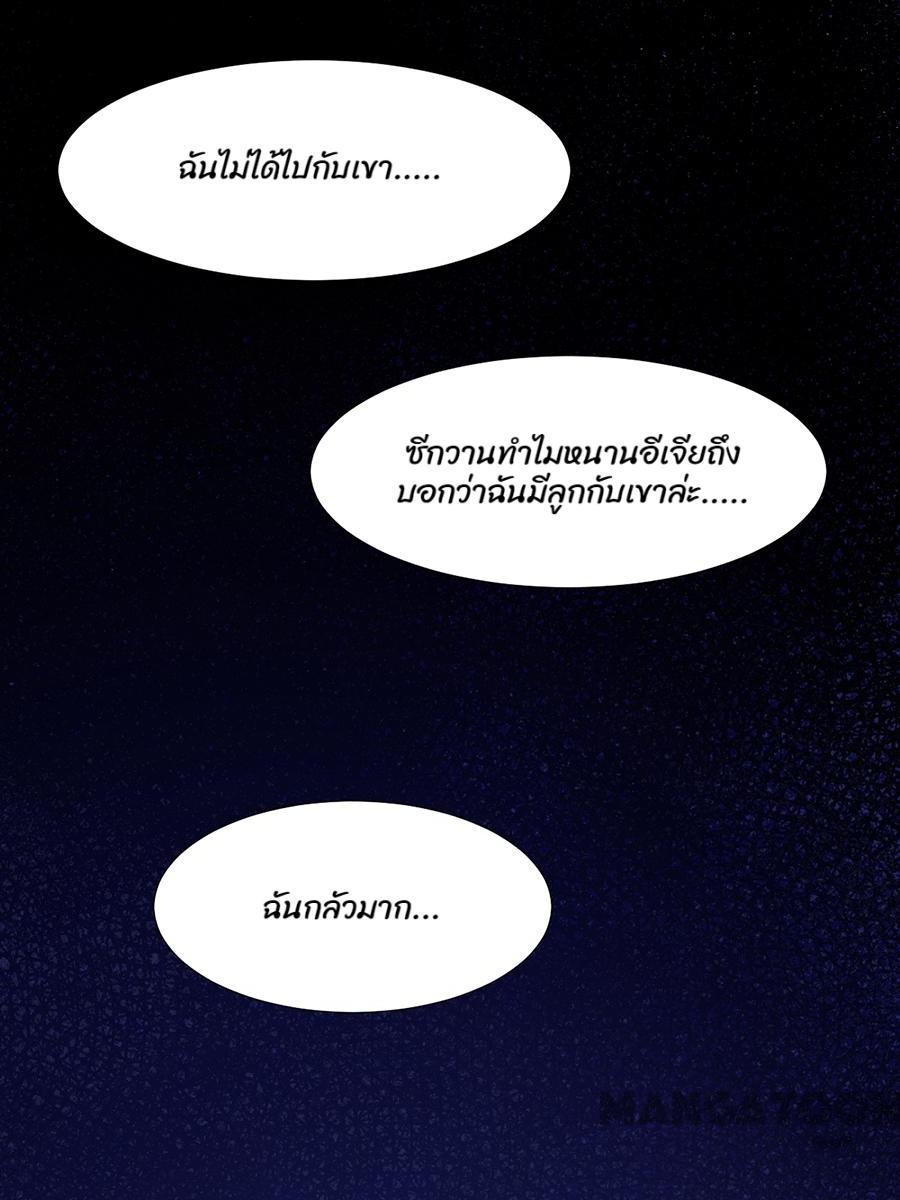 ฉันไม่ได้ไปกับเขา.....
ซีกวานทำไมหนานอีเจียถึง
บอกว่าฉันมีลูกกับเขาล่ะ.....
ฉันกลัวมาก...
MANGATOON